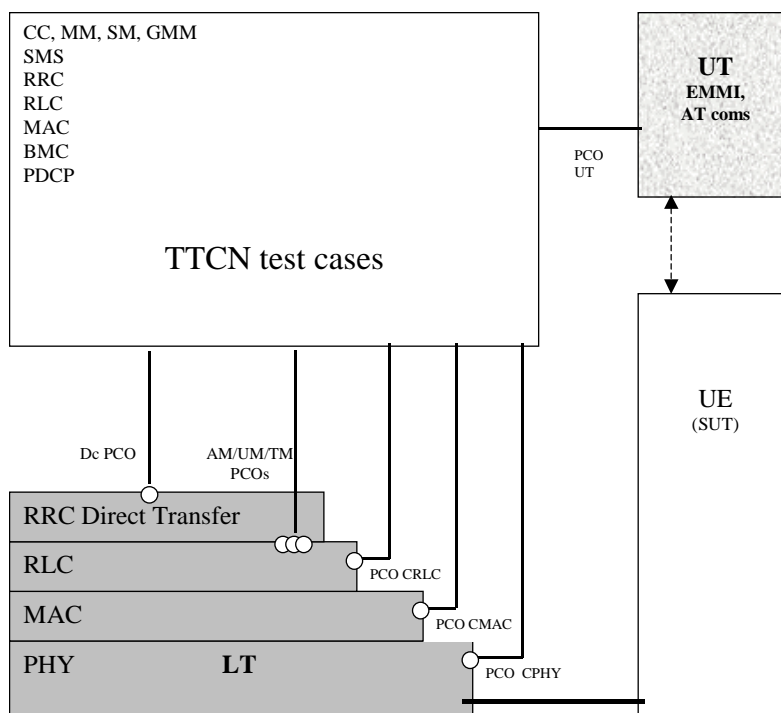 CC, MM, SM, GMM
SMS
RRC
RLC
MAC
BMC
PDCP
TTCN test cases
UT
EMMI,
AT coms
PCO
UT
UE
(SUT)
Dc PCO
AM/UM/TM
PCOs
RRC Direct Transfer
RLC
PCO CRLC
MAC
PCO CMAC
PHY LT
PCO CPHY